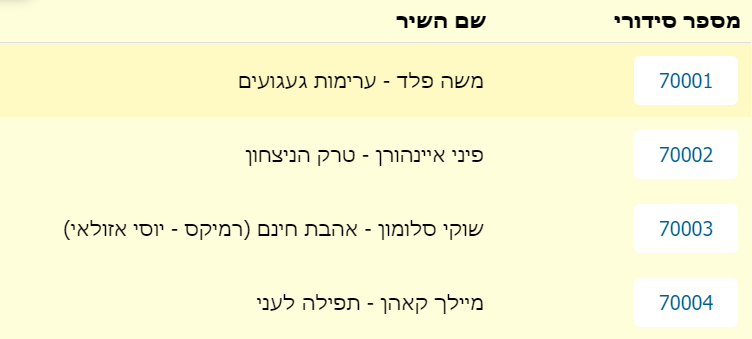 מספר סידורי שם השיר
70001 משה פלד - ערימות געגועים
70002 פיני איינהורן - טרק הניצחון
70003 שוקי סלומון - אהבת חינם (רמיקס - יוסי אזולאי)
70004 מיילך קאהן - תפילה לעני